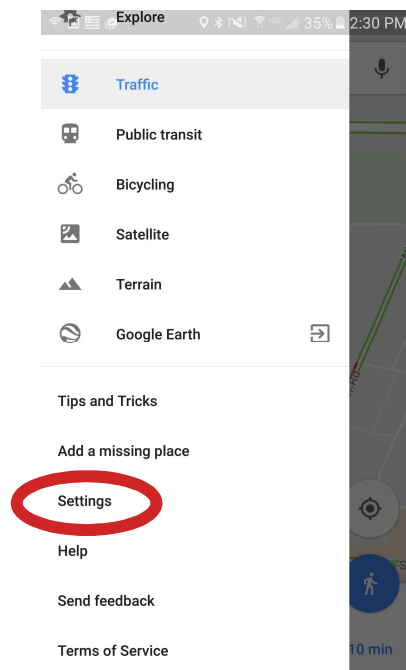 Explore
35% 2:30 PM
Traffic
Public transit
Bicycling
Satellite
Terrain
Google Earth
Tips and Tricks
Add a missing place
Settings
Help
Send feedback
Terms of Service
10 min